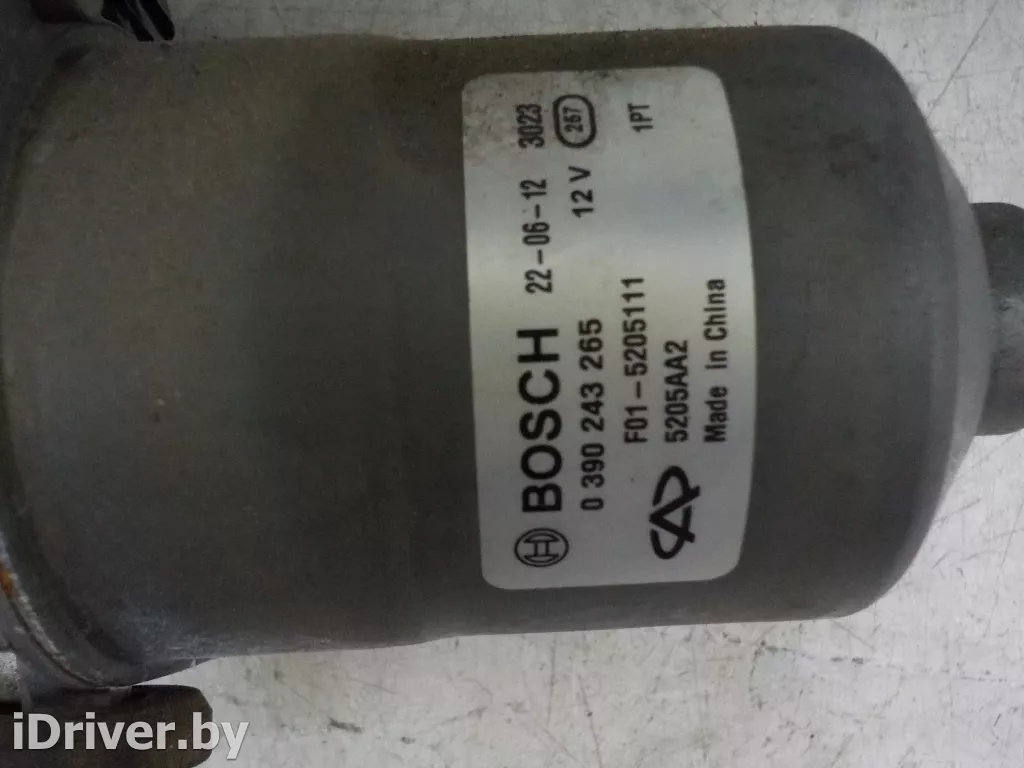 BOSCH 22-06-12 3023
0 390 243 265 12 V 267
F01-5205111 1PT
5205AA2
Made in China
iDriver.by